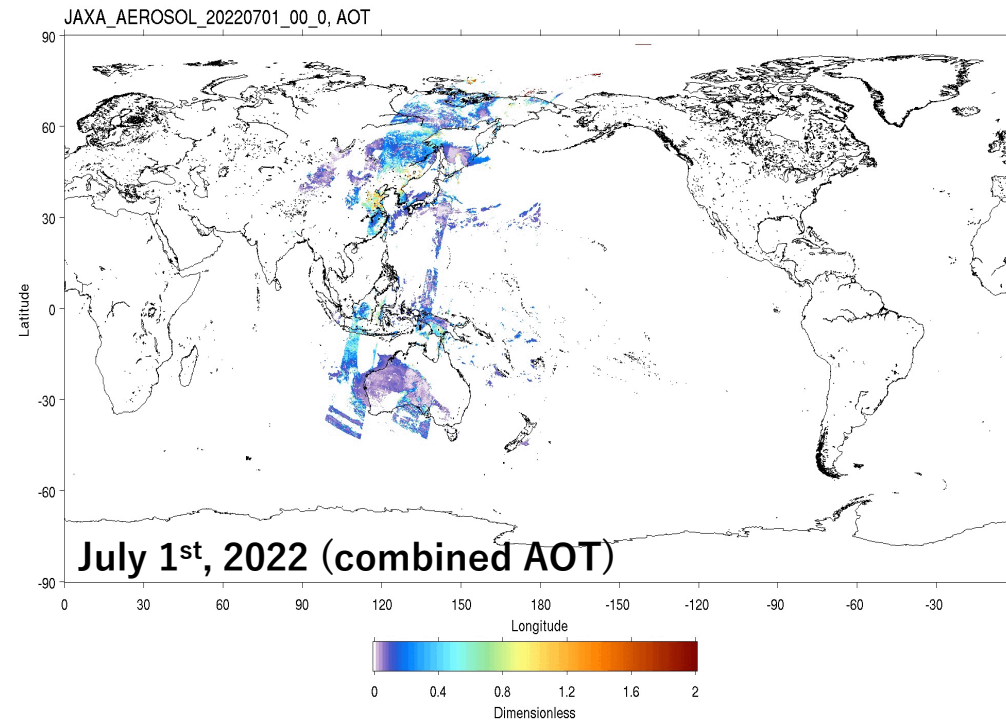 JAXA_AEROSOL_20220701_00_0, AOT
90
60
30
0
-30
-60
-90
Latitude
July 1st, 2022 (combined AOT)
0 30 60 90 120 150 180 -150 -120 -90 -60 -30
Longitude
0 0.4 0.8 1.2 1.6 2
Dimensionless